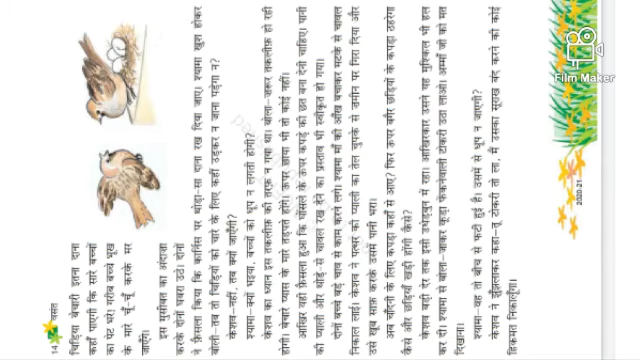 14
वसंत
चिड़िया बेचारी इतना दाना
कहाँ पाएगी कि सारे बच्चों
का पेट भरे! गरीब बच्चे भूख
के मारे चूँ-चूँ करके मर
जाएँगे।
इस मुसीबत का अंदाज़ा
करके दोनों घबरा उठे। दोनों
ने फ़ैसला किया कि कार्निस पर थोड़ा-सा दाना रख दिया जाए। श्यामा खुश होकर
बोली-तब तो चिड़ियों को चारे के लिए कहीं उड़कर न जाना पड़ेगा न?
केशव-नहीं, तब क्यों जाएँगी?
श्यामा-क्यों भइया, बच्चों को धूप न लगती होगी?
केशव का ध्यान इस तकलीफ़ की तरफ़ न गया था। बोला-ज़रूर तकलीफ़ हो रही
होगी। बेचारे प्यास के मारे तड़पते होंगे। ऊपर छाया भी तो कोई नहीं।
आखिर यही फ़ैसला हुआ कि घोंसले के ऊपर कपड़े की छत बना देनी चाहिए। पानी
की प्याली और थोड़े से चावल रख देने का प्रस्ताव भी स्वीकृत हो गया।
दोनों बच्चे बड़े चाव से काम करने लगे। श्यामा माँ की आँख बचाकर मटके से चावल
निकाल लाई। केशव ने पत्थर की प्याली का तेल चुपके से ज़मीन पर गिरा दिया और
उसे खूब साफ़ करके उसमें पानी भरा।
अब चाँदनी के लिए कपड़ा कहाँ से आए? फिर ऊपर बगैर छड़ियों के कपड़ा ठहरेगा
कैसे और छड़ियाँ खड़ी होंगी कैसे?
केशव बड़ी देर तक इसी उधेड़बुन में रहा। आखिरकार उसने यह मुश्किल भी हल
कर दी। श्यामा से बोला-जाकर कूड़ा फेंकनेवाली टोकरी उठा लाओ। अम्माँ जी को मत
दिखाना।
श्यामा-वह तो बीच से फटी हुई है। उसमें से धूप न जाएगी?
केशव ने झुँझलाकर कहा-तू टोकरी तो ला, मैं उसका सुराख बंद करने की कोई
हिकमत निकालूँगा।
2020-21
Film Maker